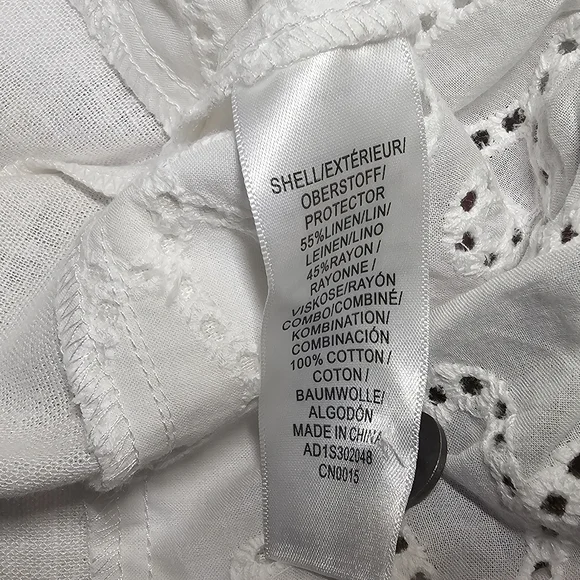 SHELL/EXTÉRIEUR/
OBERSTOFF/
PROTECTOR
55%LINEN/LIN/
LEINEN/LINO
45%RAYON/
RAYONNE/
VISKOSE/RAYÓN
COMBO/COMBINÉ/
KOMBINATION/
COMBINACIÓN
100% COTTON/
COTON/
BAUMWOLLE/
ALGODÓN
MADE IN CHINA
AD1S302048
CN0015